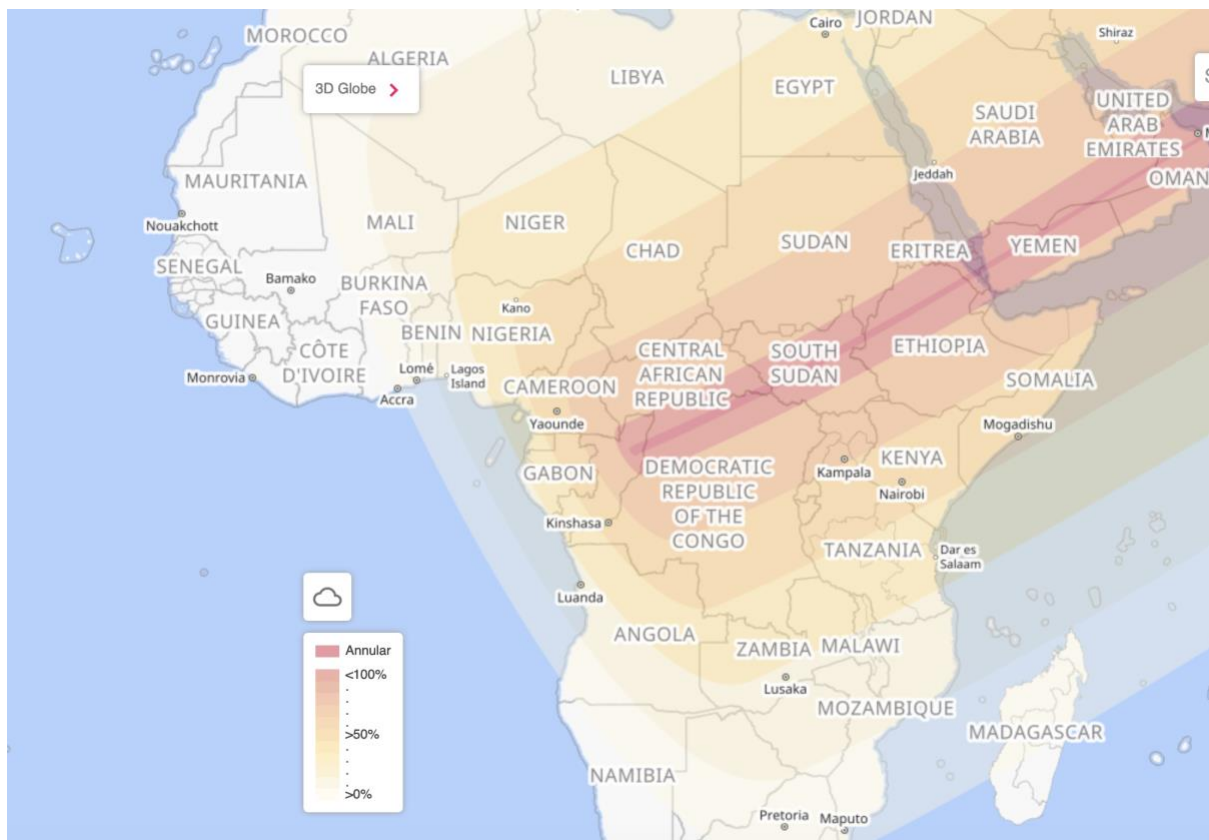 JORDAN
Cairo
MOROCCO
Shiraz
ALGERIA
LIBYA
EGYPT
3D Globe
S
UNITED
ARAB
EMIRATES
SAUDI
ARABIA
M
Jeddah
OMAN
MAURITANIA
Nouakchott
MALI
NIGER
CHAD
SUDAN
ERITREA
YEMEN
SENEGAL
Bamako
BURKINA
FASO
Kano
GUINEA
BENIN
NIGERIA
CÔTE
D'IVOIRE
CENTRAL
AFRICAN
REPUBLIC
SOUTH
SUDAN
ETHIOPIA
Monrovia
Lomé
Accra
Lagos
Island
CAMEROON
SOMALIA
Yaounde
Mogadishu
GABON
DEMOCRATIC
REPUBLIC
OF THE
CONGO
Kampala
KENYA
Nairobi
Kinshasa
TANZANIA
Dar es
Salaam
Luanda
ANGOLA
ZAMBIA
MALAWI
Lusaka
MOZAMBIQUE
MADAGASCAR
Annular
<100%
>50%
>0%
NAMIBIA
Pretoria
Maputo